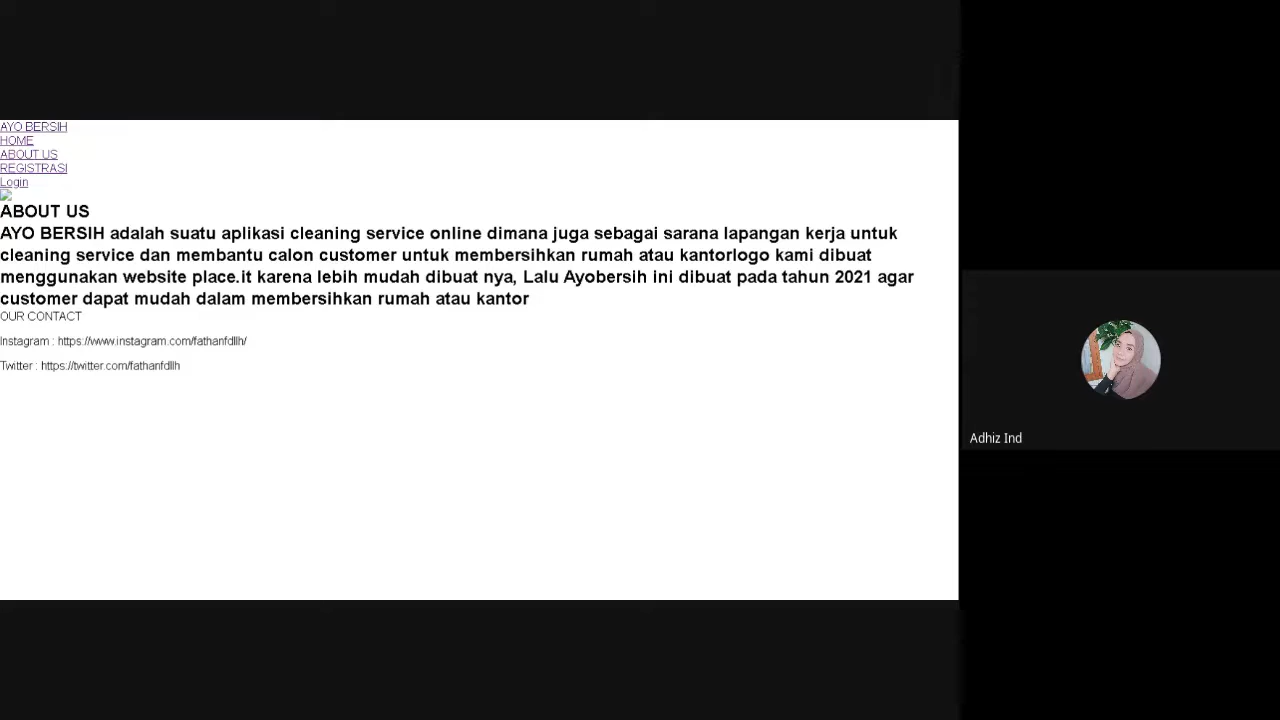 AYO BERSIH
HOME
ABOUT US
REGISTRASI
Login
ABOUT US
AYO BERSIH adalah suatu aplikasi cleaning service online dimana juga sebagai sarana lapangan kerja untuk
cleaning service dan membantu calon customer untuk membersihkan rumah atau kantorlogo kami dibuat
menggunakan website place.it karena lebih mudah dibuat nya, Lalu Ayobersih ini dibuat pada tahun 2021 agar
customer dapat mudah dalam membersihkan rumah atau kantor
OUR CONTACT
Instagram : https://www.instagram.com/fathanfdllh/
Twitter : https://twitter.com/fathanfdllh
Adhiz Ind